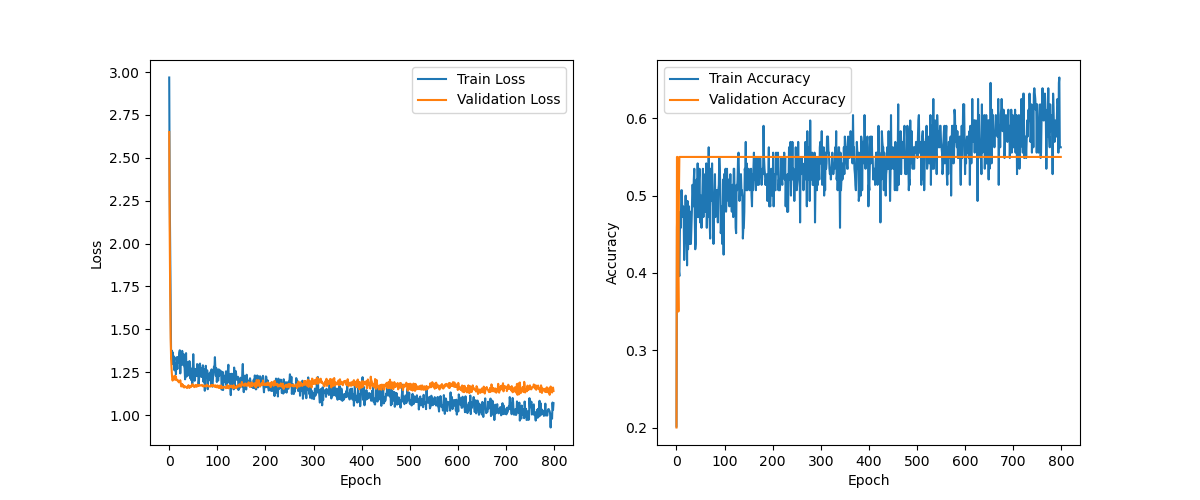 3.00
2.75
2.50
2.25
2.00
1.75
1.50
1.25
1.00
Loss
0 100 200 300 400 500 600 700 800
Epoch
Train Loss
Validation Loss
0.6
0.5
0.4
0.3
0.2
Accuracy
0 100 200 300 400 500 600 700 800
Epoch
Train Accuracy
Validation Accuracy